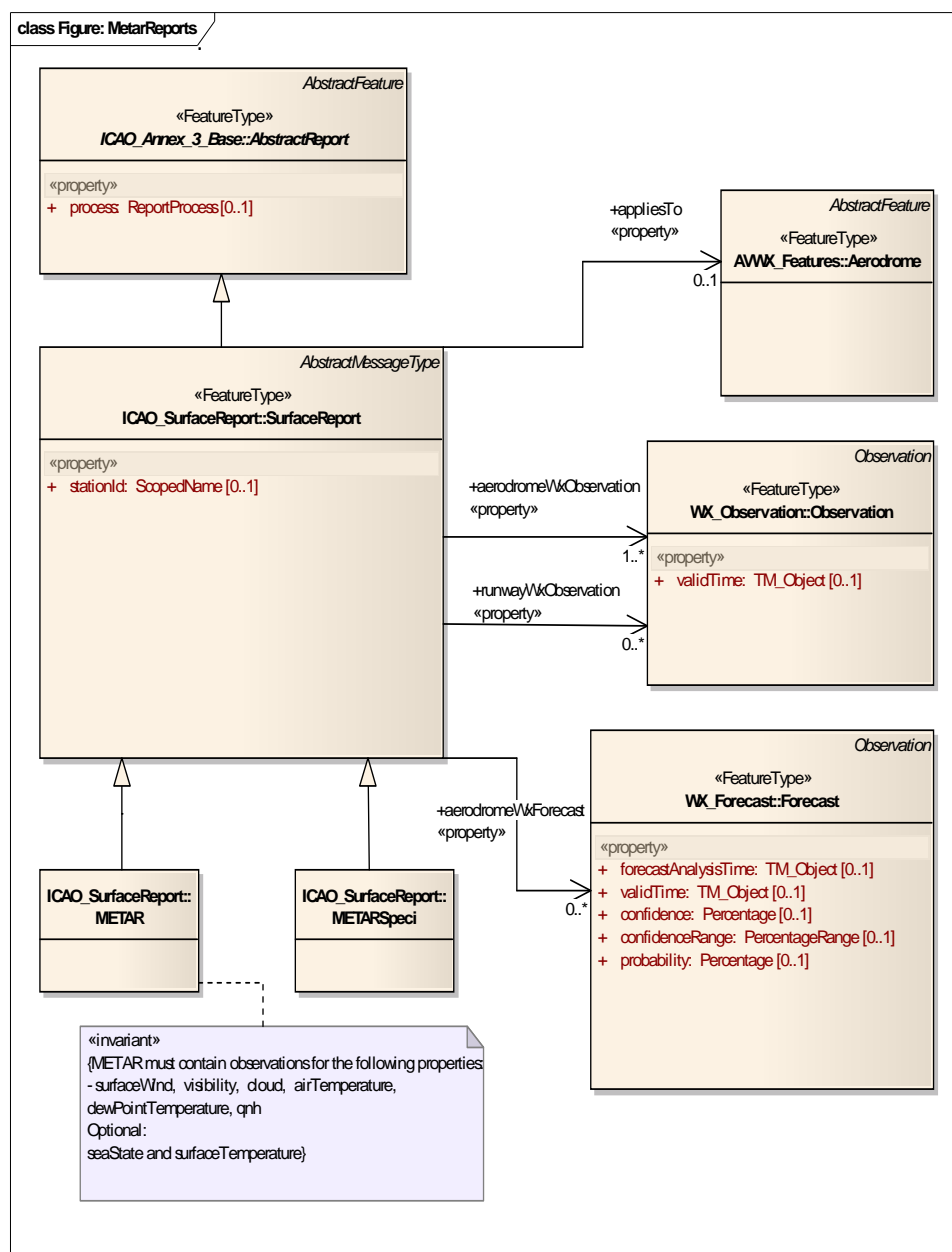 class Figure: MetarReports
AbstractFeature
«FeatureType»
ICAO_Annex_3_Base::AbstractReport
«property»
+ process: ReportProcess [0..1]
+appliesTo
«property»
0..1
AbstractFeature
«FeatureType»
AVWX_Features::Aerodrome
AbstractMessageType
«FeatureType»
ICAO_SurfaceReport::SurfaceReport
«property»
+ stationId: ScopedName [0..1]
+aerodromeWxObservation
«property»
1..*
+runwayWxObservation
«property»
0..*
Observation
«FeatureType»
WX_Observation::Observation
«property»
+ validTime: TM_Object [0..1]
+aerodromeWxForecast
«property»
0..*
Observation
«FeatureType»
WX_Forecast::Forecast
«property»
+ forecastAnalysisTime: TM_Object [0..1]
+ validTime: TM_Object [0..1]
+ confidence: Percentage [0..1]
+ confidenceRange: PercentageRange [0..1]
+ probability: Percentage [0..1]
ICAO_SurfaceReport::
METAR
ICAO_SurfaceReport::
METARSpeci
«invariant»
{METAR must contain observations for the following properties:
- surfaceWind, visibility, cloud, airTemperature,
dewPointTemperature, qnh
Optional:
seaState and surfaceTemperature}